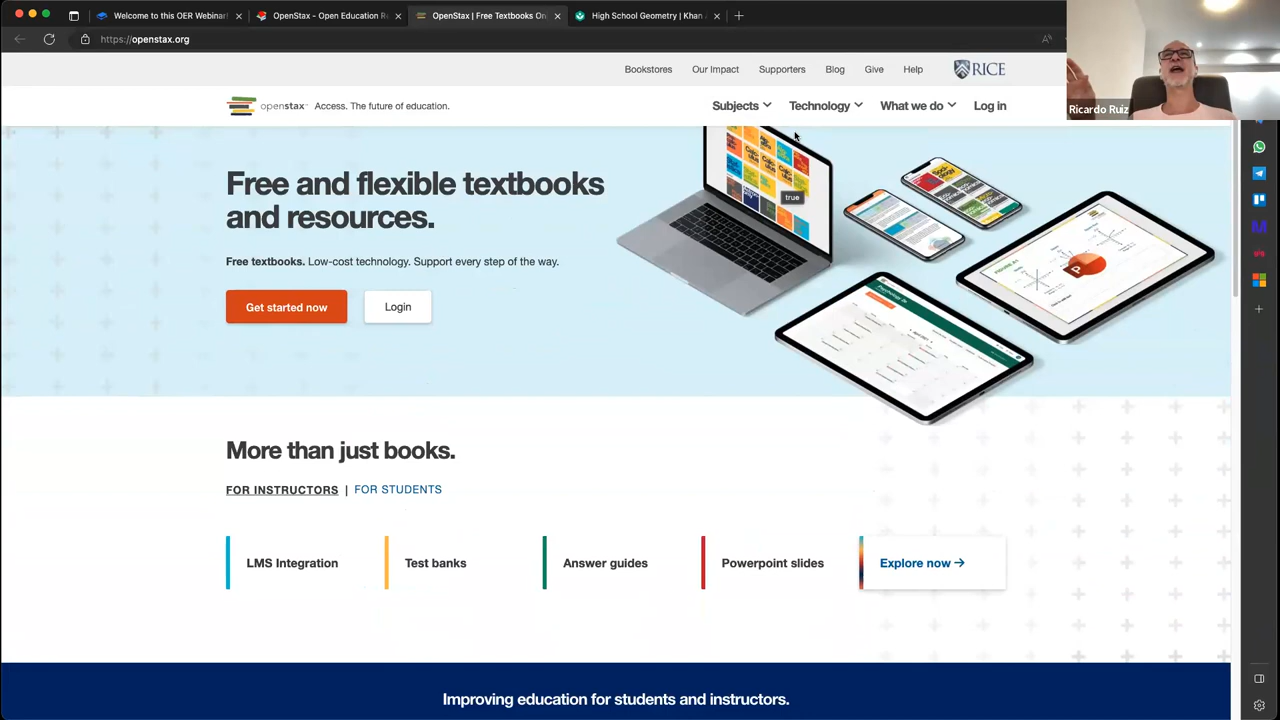 Welcome to this OER Webinar!
OpenStax - Open Education R
OpenStax | Free Textbooks On
High School Geometry | Khan
https://openstax.org
Bookstores Our Impact Supporters Blog Give Help RICE
openstax Access. The future of education.
Subjects Technology What we do Log in
Ricardo Ruiz
Free and flexible textbooks
and resources.
true
Free textbooks. Low-cost technology. Support every step of the way.
Get started now Login
More than just books.
FOR INSTRUCTORS | FOR STUDENTS
LMS Integration Test banks Answer guides Powerpoint slides Explore now →
Improving education for students and instructors.